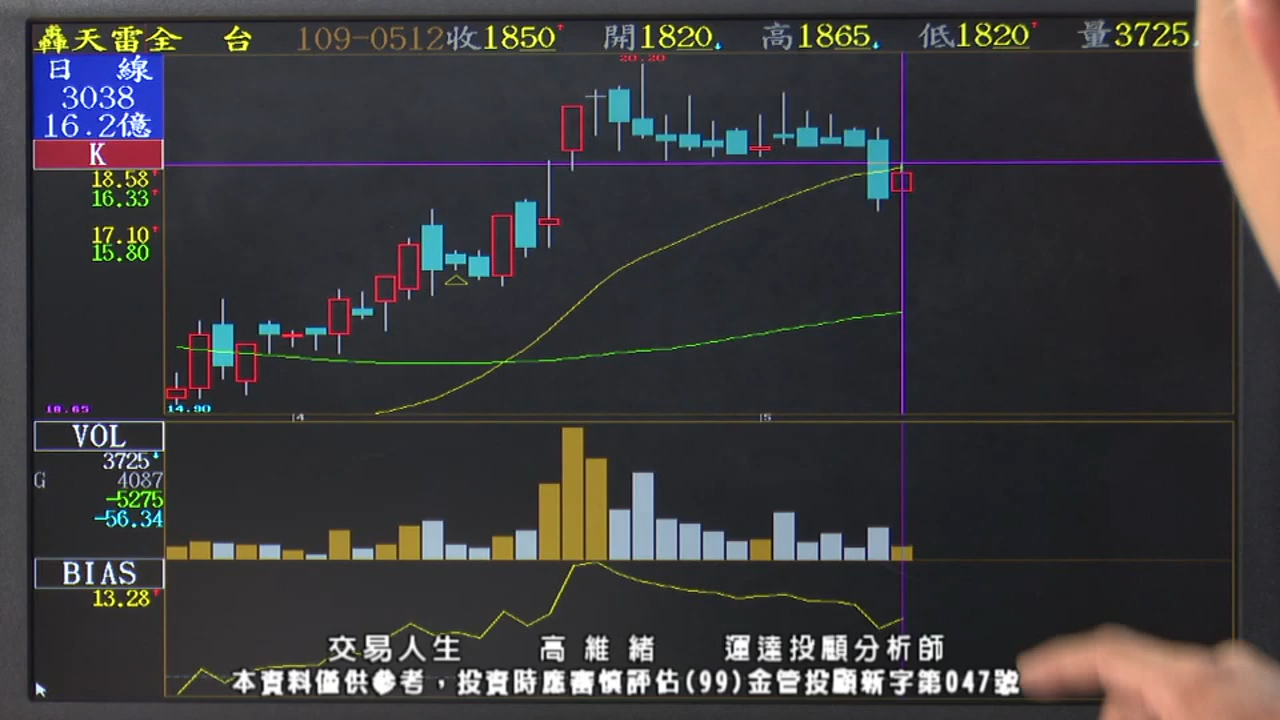 轟天雷全 台 109-0512收1850↑ 開1820↓ 高1865↓ 低1820↑ 量3725↓
日 線
3038
16.2億
K
18.58↑
16.33↑
17.10↑
15.80
20.20
18.65
14.90
4
5
VOL
3725↓
G 4087
-5275
-56.34
BIAS
13.28↑
交易人生 高維緒 運達投顧分析師
本資料僅供參考，投資時應審慎評估(99)金管投顧新字第047號